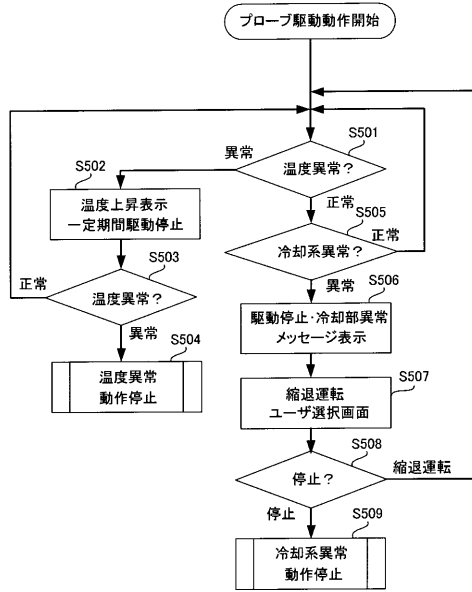 プローブ駆動動作開始
S501
温度異常?
異常
正常
S502
温度上昇表示
一定期間駆動停止
S503
温度異常?
正常
異常
S504
温度異常
動作停止
S505
冷却系異常?
正常
異常
S506
駆動停止・冷却部異常
メッセージ表示
S507
縮退運転
ユーザ選択画面
S508
停止?
縮退運転
停止
S509
冷却系異常
動作停止